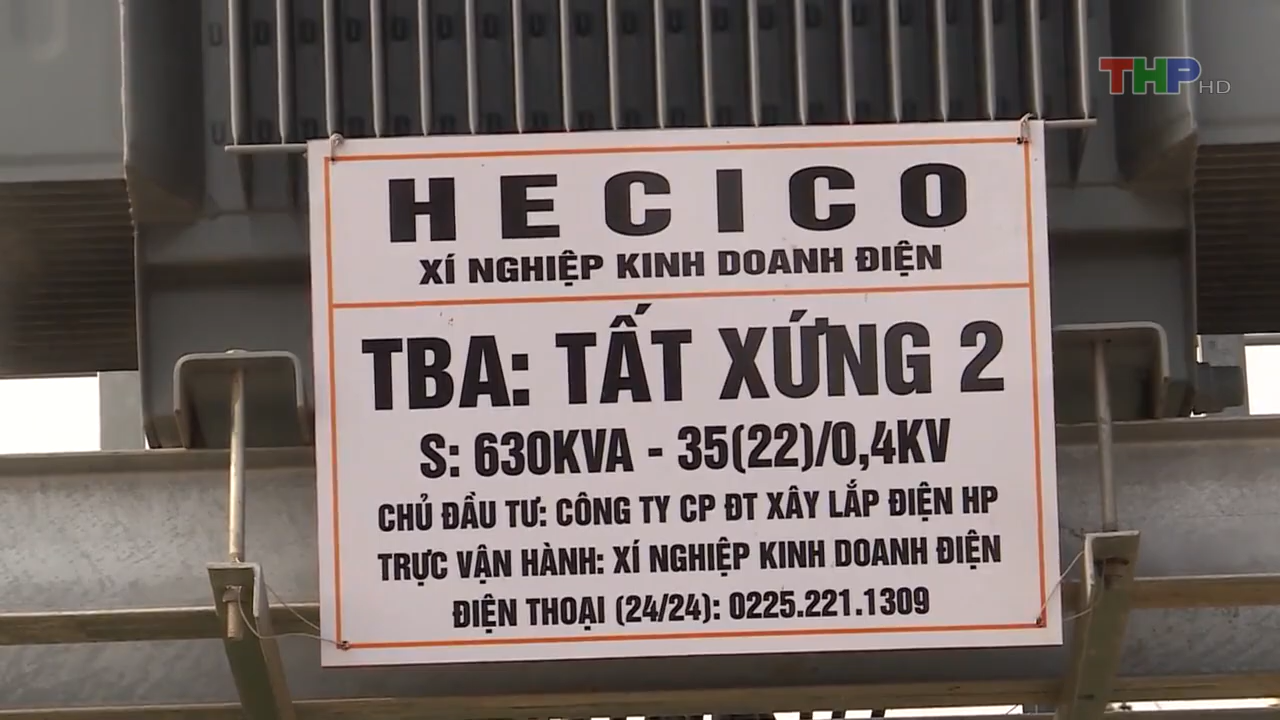 THP HD
HECICO
XÍ NGHIỆP KINH DOANH ĐIỆN
TBA: TẤT XỨNG 2
S: 630KVA - 35(22)/0,4KV
CHỦ ĐẦU TƯ: CÔNG TY CP ĐT XÂY LẮP ĐIỆN HP
TRỰC VẬN HÀNH: XÍ NGHIỆP KINH DOANH ĐIỆN
ĐIỆN THOẠI (24/24): 0225.221.1309